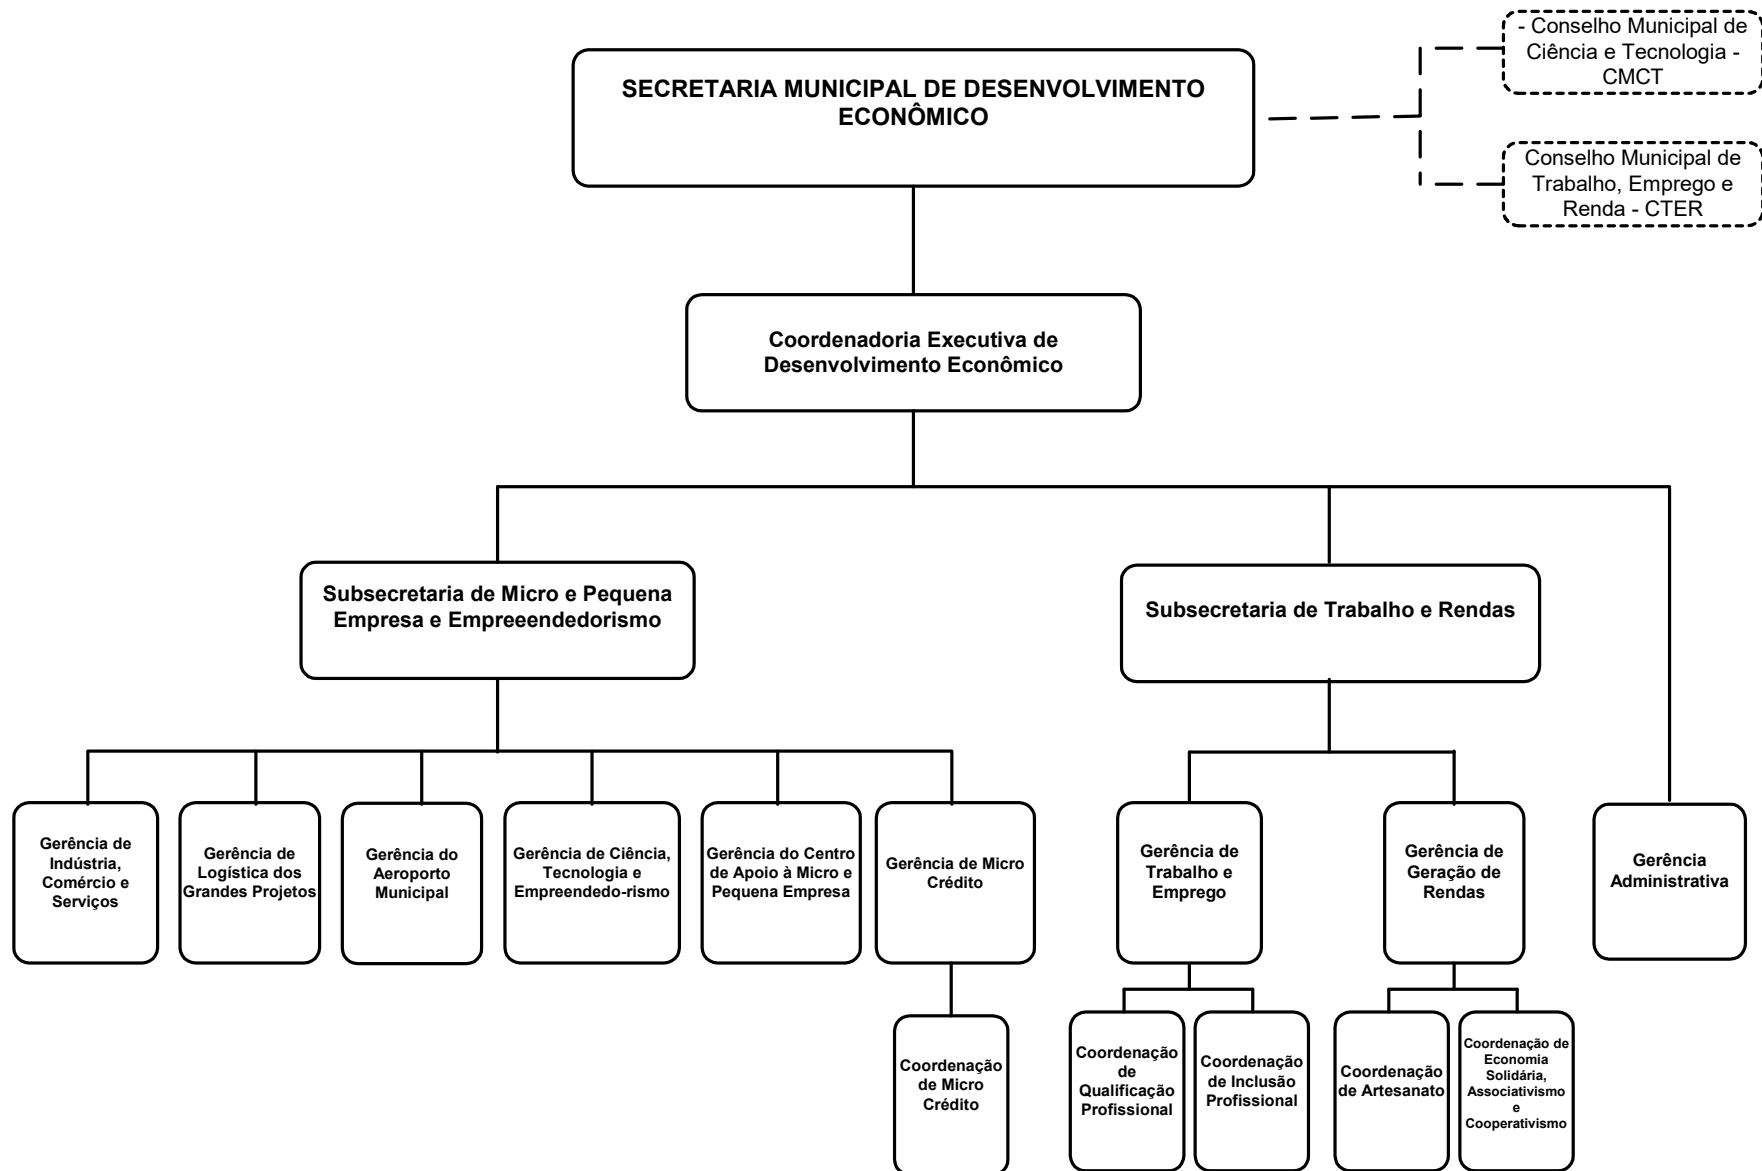 - Conselho Municipal de
Ciência e Tecnologia -
CMCT
SECRETARIA MUNICIPAL DE DESENVOLVIMENTO
ECONÔMICO
Conselho Municipal de
Trabalho, Emprego e
Renda - CTER
Coordenadoria Executiva de
Desenvolvimento Econômico
Subsecretaria de Micro e Pequena
Empresa e Empreeendedorismo
Subsecretaria de Trabalho e Rendas
Gerência de
Indústria,
Comércio e
Serviços
Gerência de
Logística dos
Grandes Projetos
Gerência do
Aeroporto
Municipal
Gerência de Ciência,
Tecnologia e
Empreendedo-rismo
Gerência do Centro
de Apoio à Micro e
Pequena Empresa
Gerência de Micro
Crédito
Gerência de
Trabalho e
Emprego
Gerência de
Geração de
Rendas
Gerência
Administrativa
Coordenação
de Micro
Crédito
Coordenação
de
Qualificação
Profissional
Coordenação
de Inclusão
Profissional
Coordenação
de Artesanato
Coordenação de
Economia
Solidária,
Associativismo
e
Cooperativismo